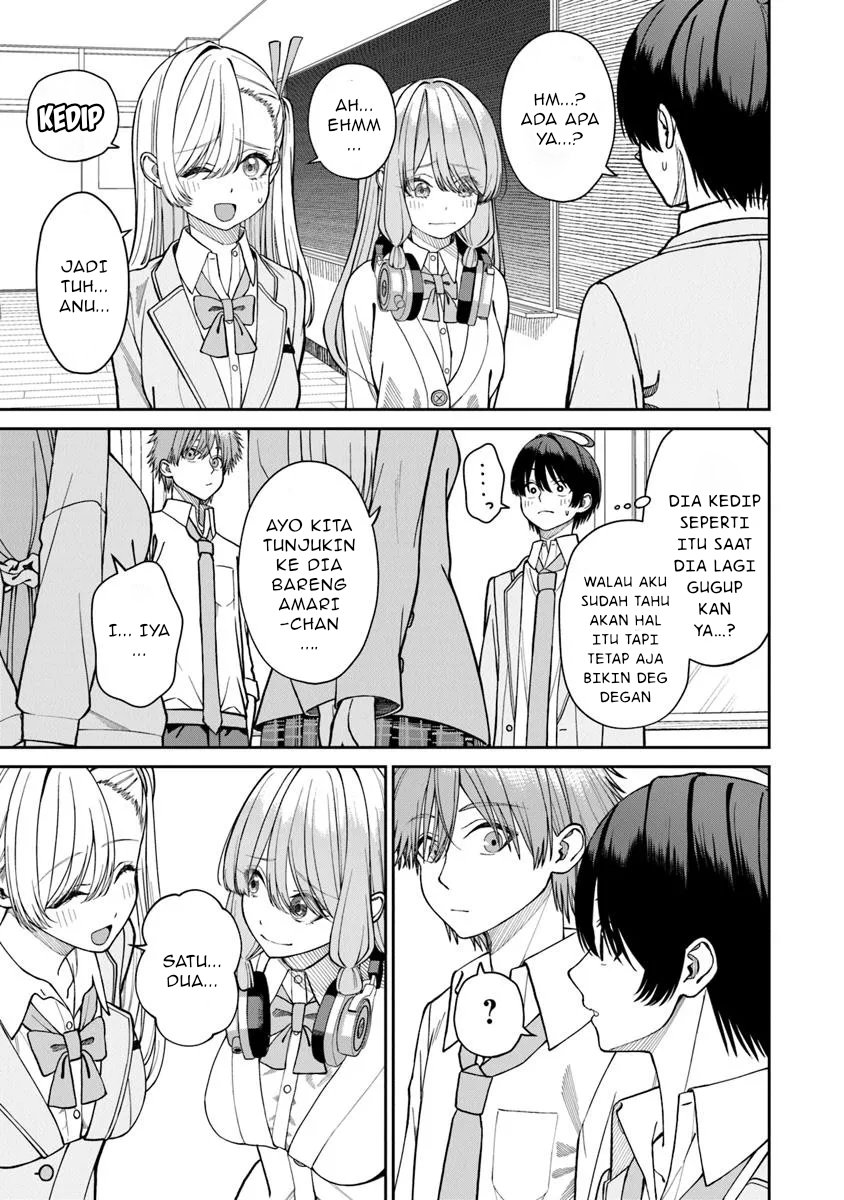 HM...?
ADA APA
YA...?
AH...
EHMM
...
KEDIP
JADI
TUH...
ANU...
DIA KEDIP
SEPERTI
ITU SAAT
DIA LAGI
GUGUP
KAN
YA...?
WALAU AKU
SUDAH TAHU
AKAN HAL
ITU TAPI
TETAP AJA
BIKIN DEG
DEGAN
...
AYO KITA
TUNJUKIN
KE DIA
BARENG
AMARI
-CHAN
....
I... IYA
...
?
SATU...
DUA...